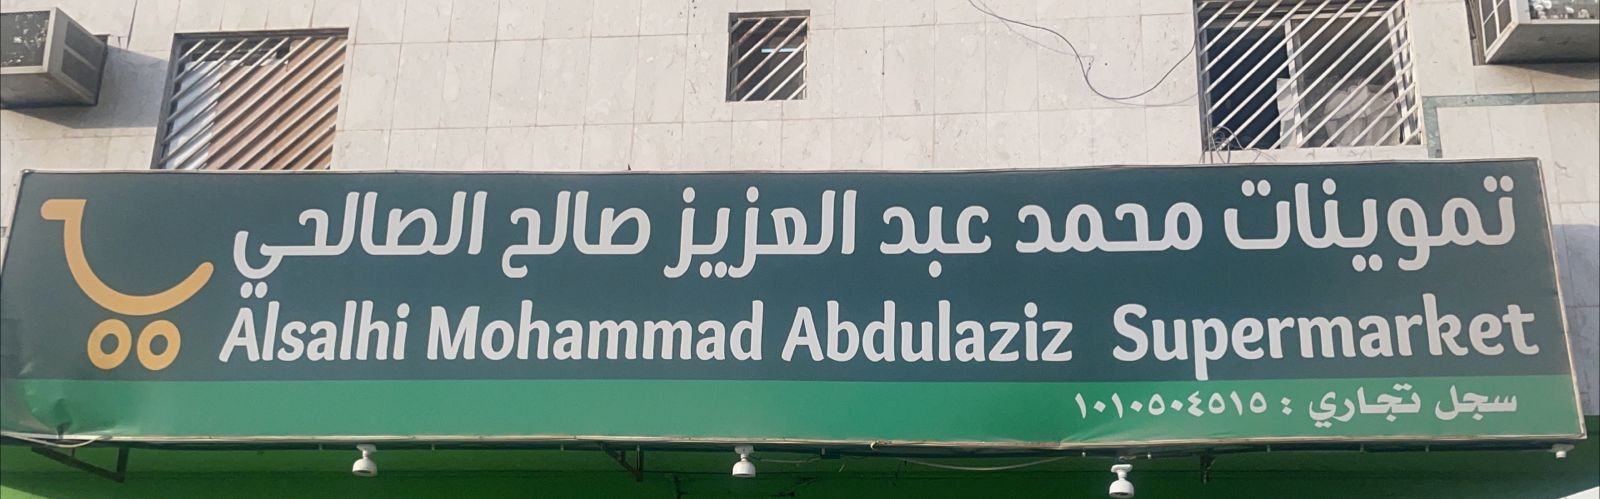 تموينات محمد عبد العزيز صالح الصالحي
Alsalhi Mohammad Abdulaziz Supermarket
سجل تجاري : ١٠١٠٥٠٤٥١٥